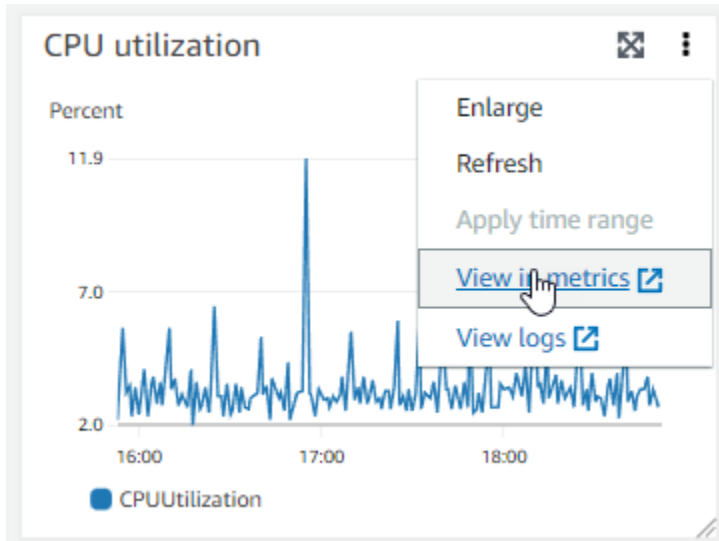 CPU utilization
Percent
11.9
7.0
2.0
16:00
17:00
18:00
CPUUtilization
Enlarge
Refresh
Apply time range
View in metrics
View logs